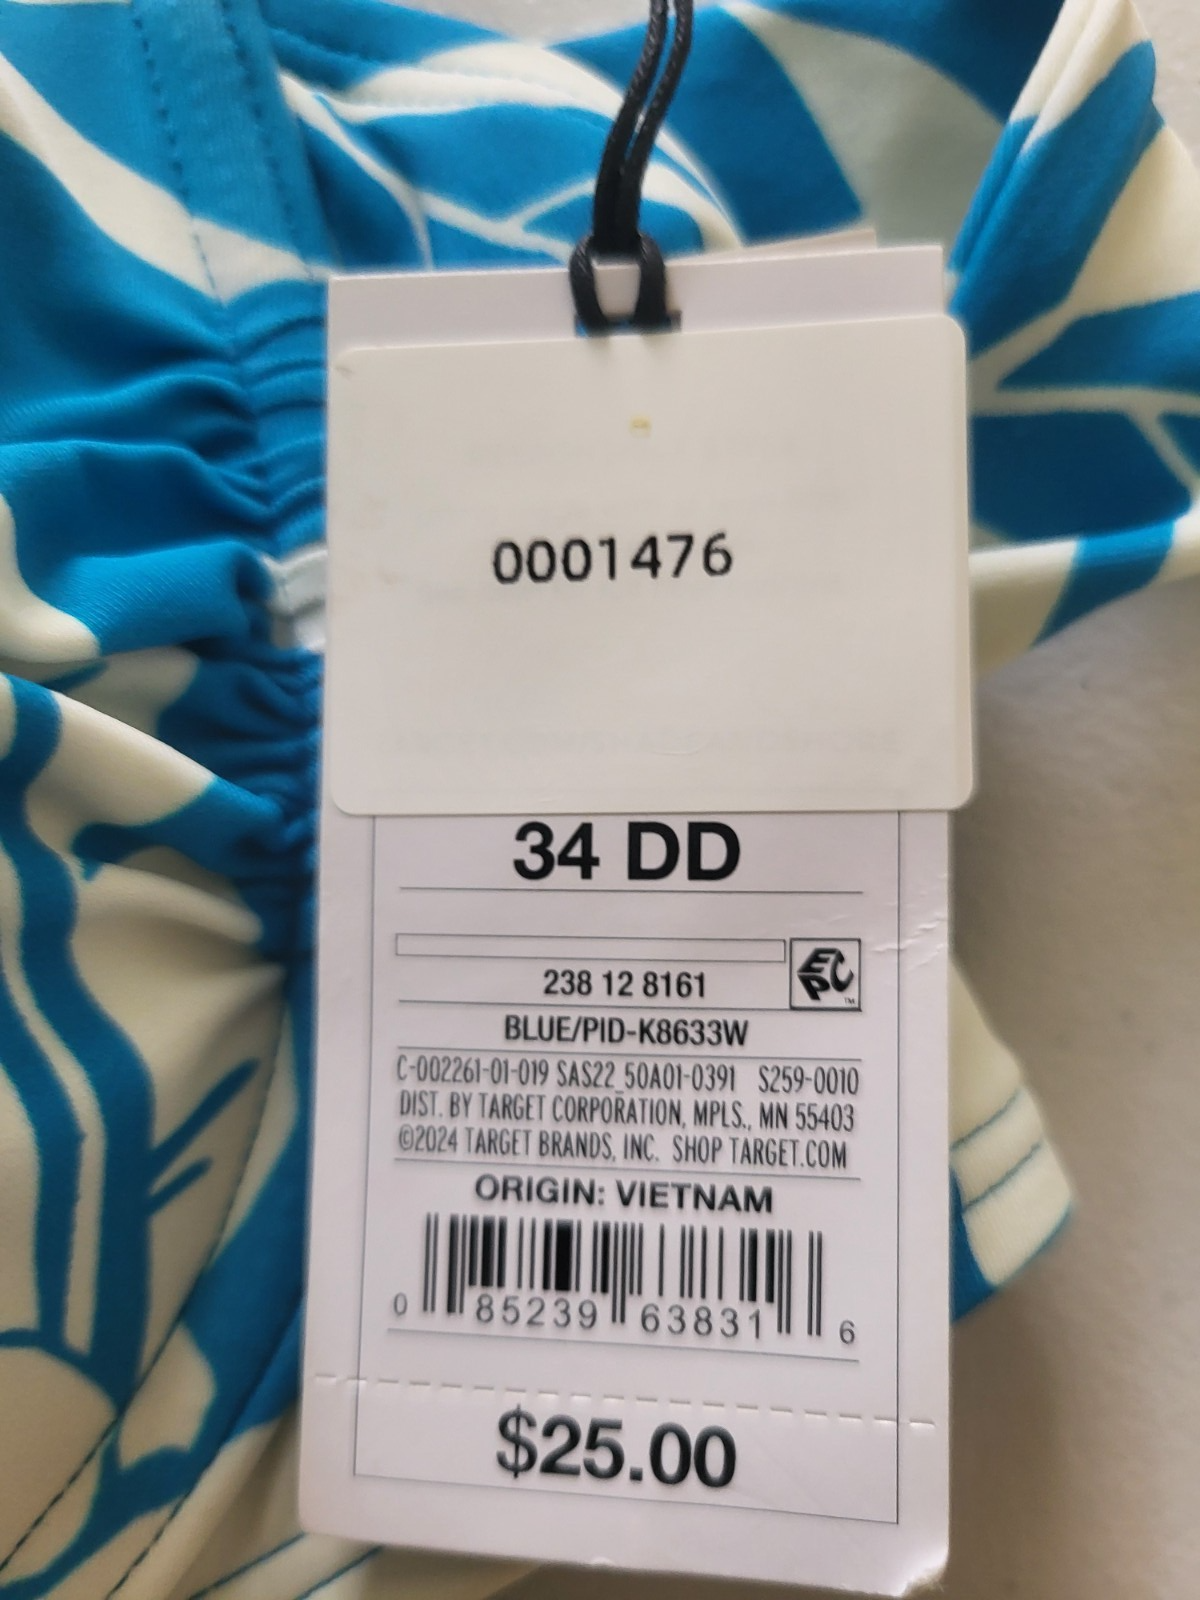 0001476
34 DD
238 12 8161
EPC™
BLUE/PID-K8633W
C-002261-01-019 SAS22_50A01-0391 S259-0010
DIST. BY TARGET CORPORATION, MPLS., MN 55403
©2024 TARGET BRANDS, INC. SHOP TARGET.COM
ORIGIN: VIETNAM
0 85239 63831 6
$25.00